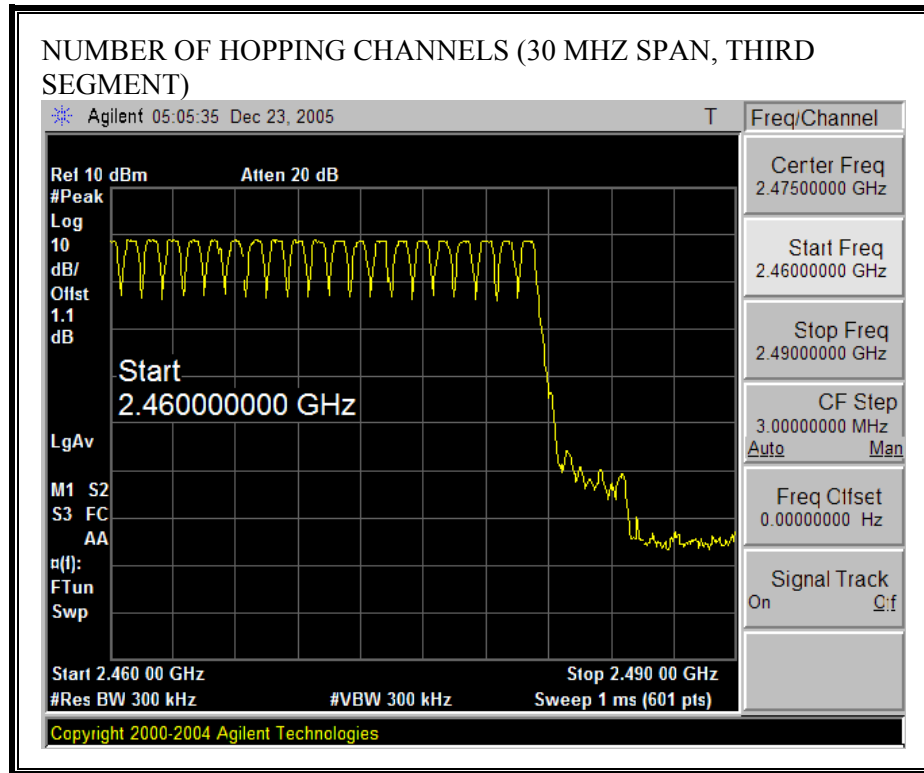 NUMBER OF HOPPING CHANNELS (30 MHZ SPAN, THIRD
SEGMENT)
Agilent 05:05:35 Dec 23, 2005 T
Freq/Channel
Ref 10 dBm Atten 20 dB
#Peak
Log
10
dB/
Offst
1.1
dB
LgAv
M1 S2
S3 FC
AA
¤(f):
FTun
Swp
Start
2.460000000 GHz
Start 2.460 00 GHz Stop 2.490 00 GHz
#Res BW 300 kHz #VBW 300 kHz Sweep 1 ms (601 pts)
Copyright 2000-2004 Agilent Technologies
Center Freq
2.47500000 GHz
Start Freq
2.46000000 GHz
Stop Freq
2.49000000 GHz
CF Step
3.00000000 MHz
Auto Man
Freq Offset
0.00000000 Hz
Signal Track
On Off